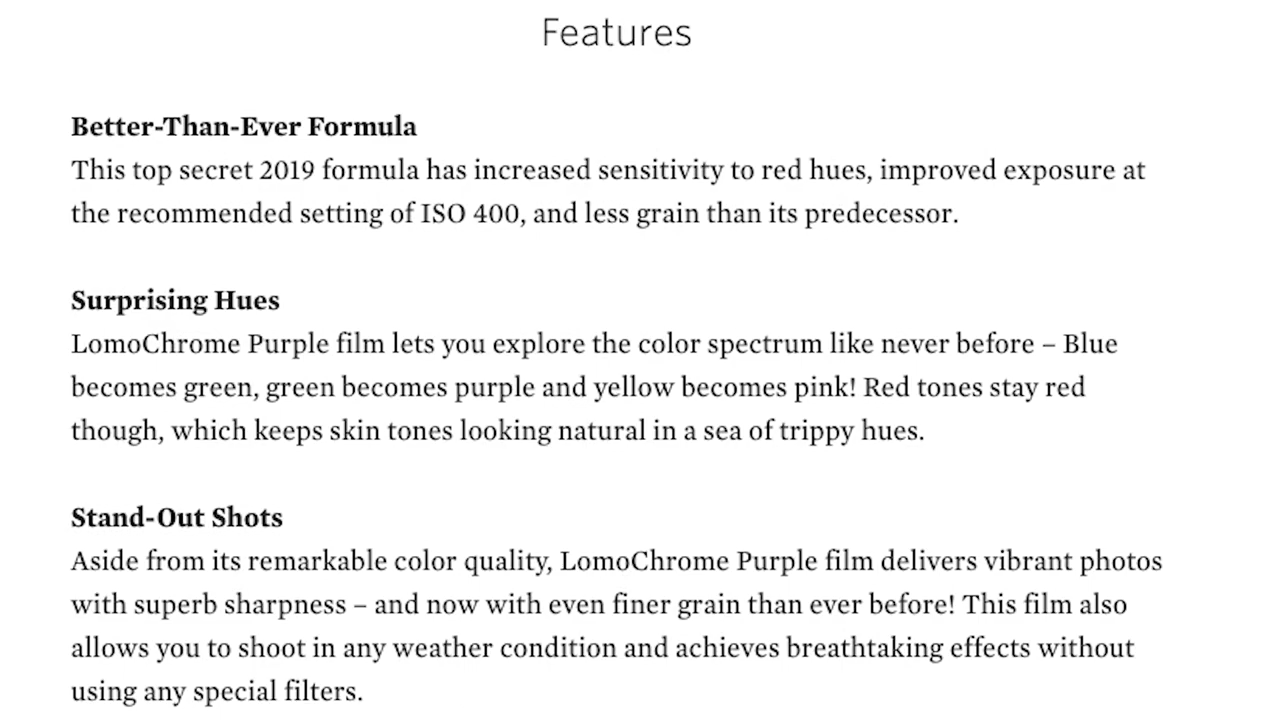 Features
Better-Than-Ever Formula
This top secret 2019 formula has increased sensitivity to red hues, improved exposure at
the recommended setting of ISO 400, and less grain than its predecessor.
Surprising Hues
LomoChrome Purple film lets you explore the color spectrum like never before – Blue
becomes green, green becomes purple and yellow becomes pink! Red tones stay red
though, which keeps skin tones looking natural in a sea of trippy hues.
Stand-Out Shots
Aside from its remarkable color quality, LomoChrome Purple film delivers vibrant photos
with superb sharpness – and now with even finer grain than ever before! This film also
allows you to shoot in any weather condition and achieves breathtaking effects without
using any special filters.